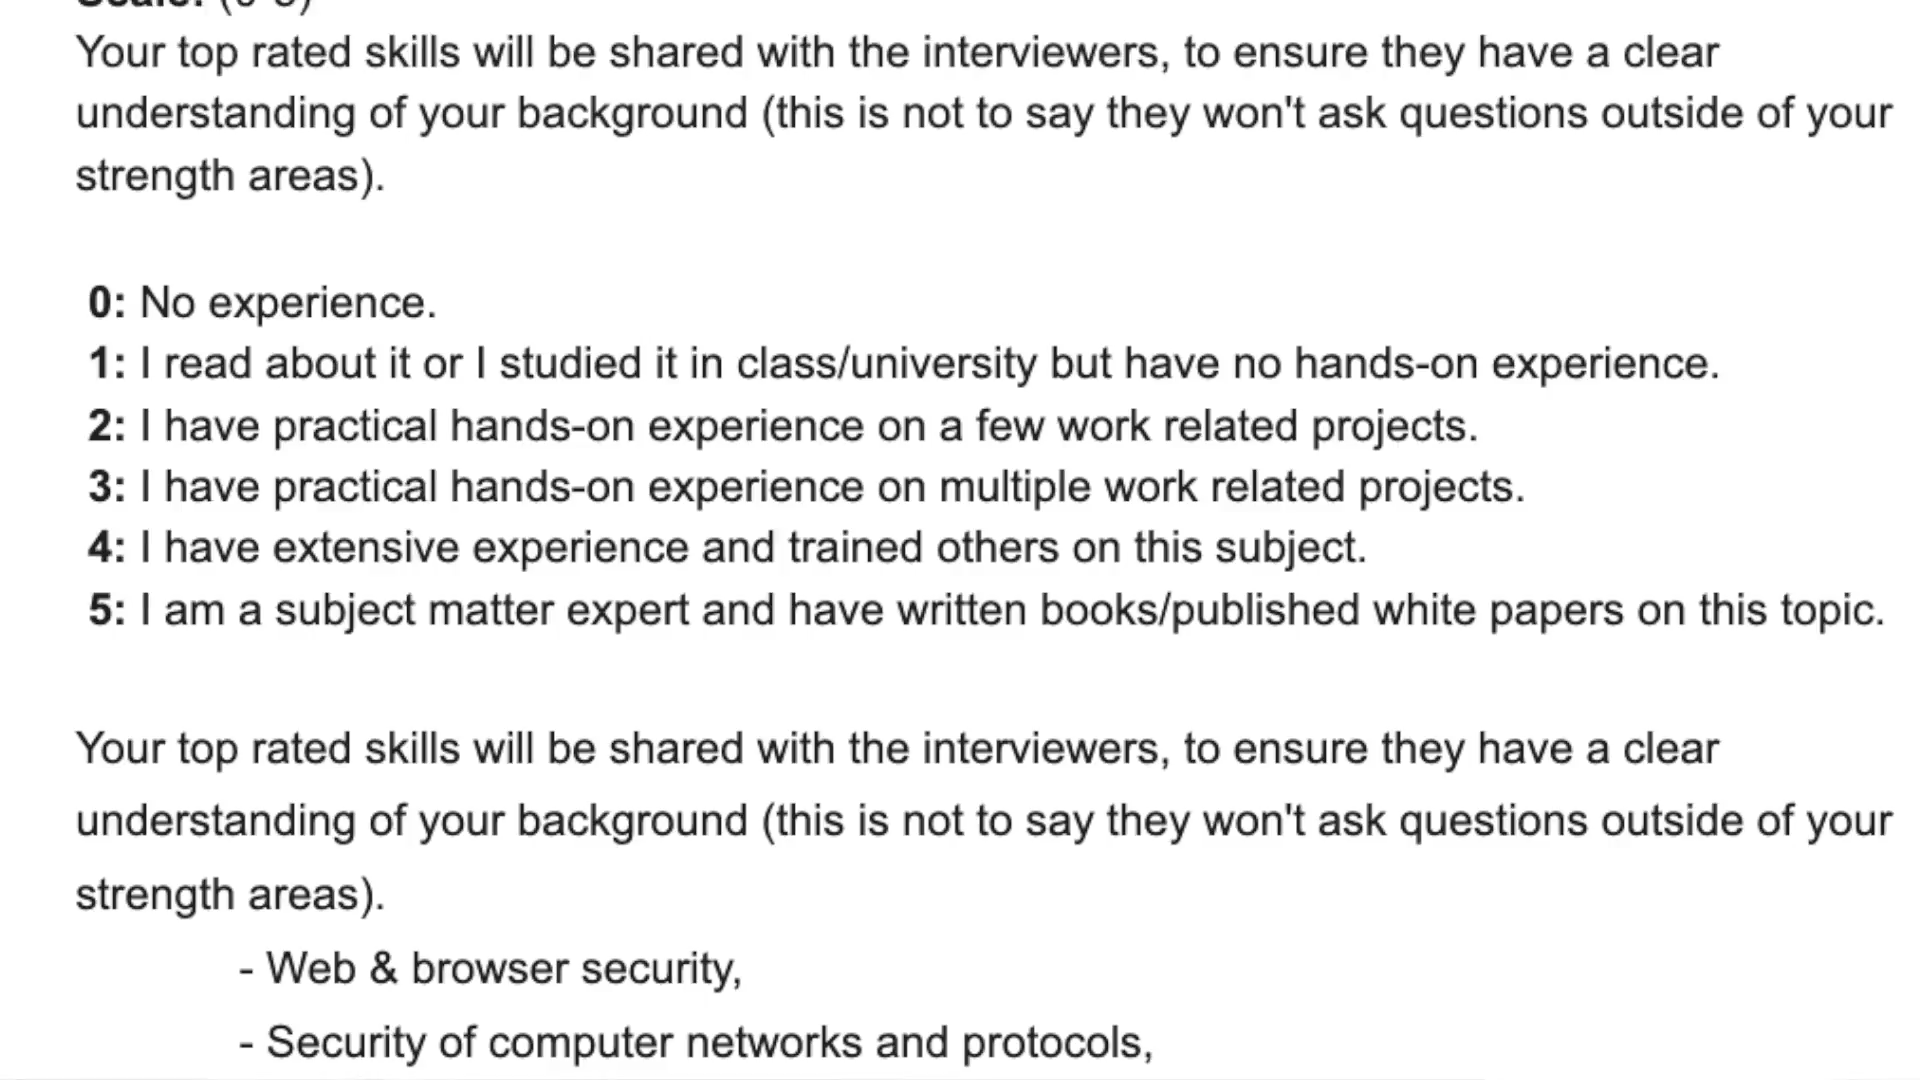 Scale: (0-5)
Your top rated skills will be shared with the interviewers, to ensure they have a clear
understanding of your background (this is not to say they won't ask questions outside of your
strength areas).
0: No experience.
1: I read about it or I studied it in class/university but have no hands-on experience.
2: I have practical hands-on experience on a few work related projects.
3: I have practical hands-on experience on multiple work related projects.
4: I have extensive experience and trained others on this subject.
5: I am a subject matter expert and have written books/published white papers on this topic.
Your top rated skills will be shared with the interviewers, to ensure they have a clear
understanding of your background (this is not to say they won't ask questions outside of your
strength areas).
- Web & browser security,
- Security of computer networks and protocols,